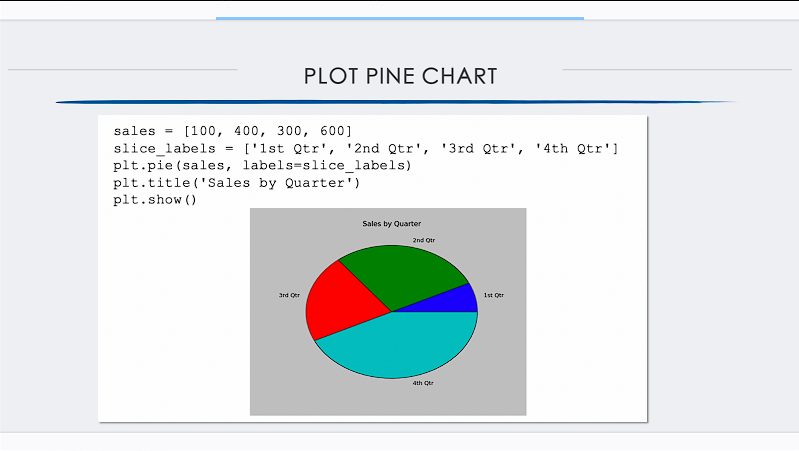 PLOT PINE CHART
sales = [100, 400, 300, 600]
slice_labels = ['1st Qtr', '2nd Qtr', '3rd Qtr', '4th Qtr']
plt.pie(sales, labels=slice_labels)
plt.title('Sales by Quarter')
plt.show()
Sales by Quarter
2nd Qtr
3rd Qtr
1st Qtr
4th Qtr